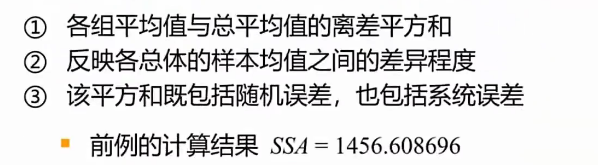 ① 各组平均值与总平均值的离差平方和
② 反映各总体的样本均值之间的差异程度
③ 该平方和既包括随机误差，也包括系统误差
▪ 前例的计算结果 SSA = 1456.608696